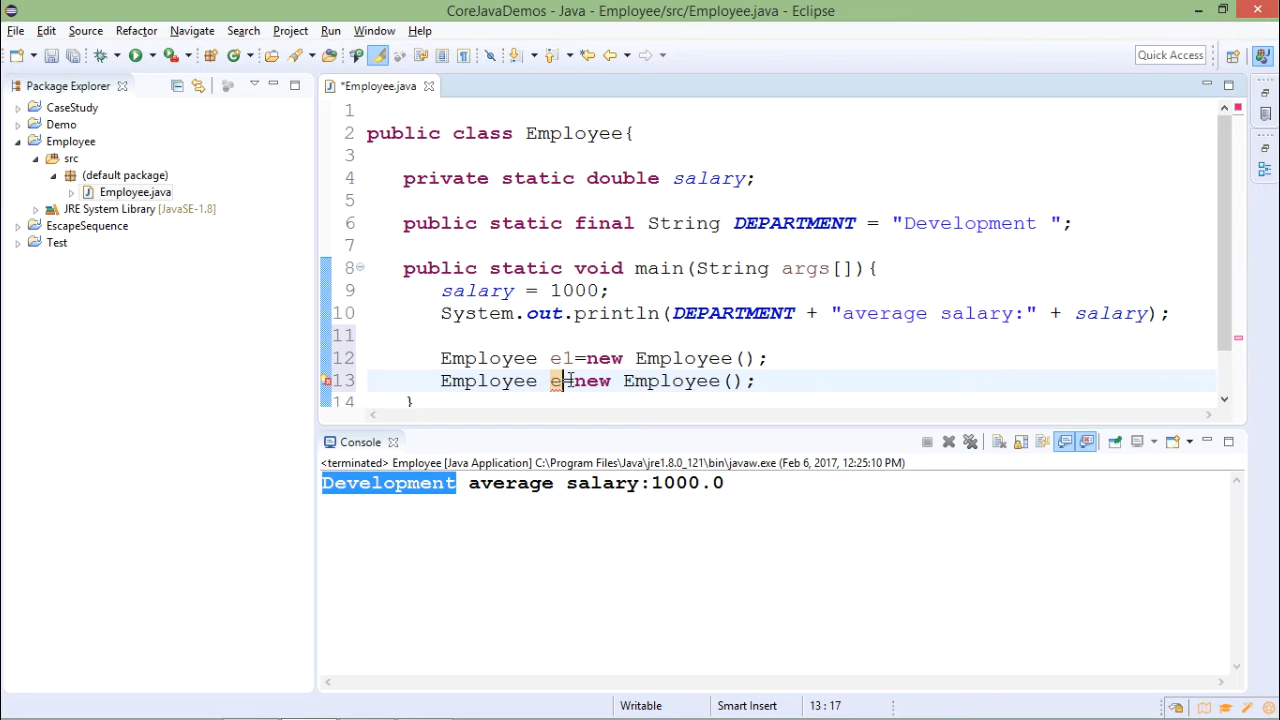 CoreJavaDemos - Java - Employee/src/Employee.java - Eclipse
File Edit Source Refactor Navigate Search Project Run Window Help
Quick Access
Package Explorer
*Employee.java
CaseStudy
Demo
Employee
src
(default package)
Employee.java
JRE System Library [JavaSE-1.8]
EscapeSequence
Test
1
2 public class Employee{
3
4 private static double salary;
5
6 public static final String DEPARTMENT = "Development ";
7
8 public static void main(String args[]){
9 salary = 1000;
10 System.out.println(DEPARTMENT + "average salary:" + salary);
11
12 Employee e1=new Employee();
13 Employee e=new Employee();
14 }
Console
<terminated> Employee [Java Application] C:\Program Files\Java\jre1.8.0_121\bin\javaw.exe (Feb 6, 2017, 12:25:10 PM)
Development average salary:1000.0
Writable Smart Insert 13 : 17